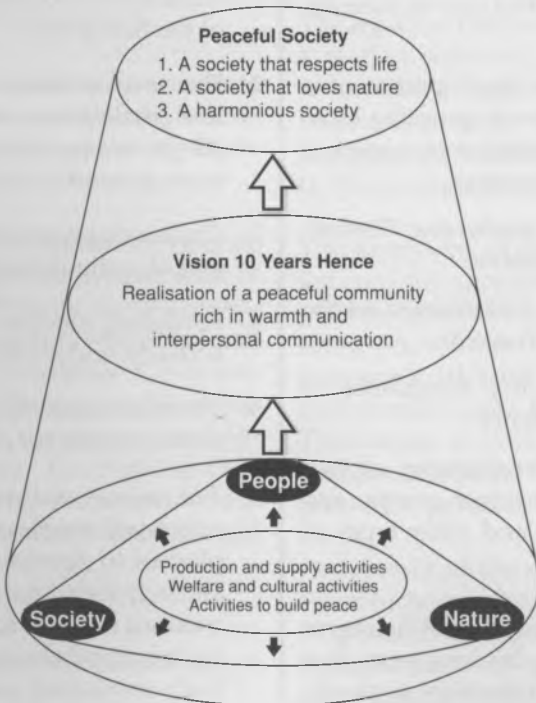 Peaceful Society
1. A society that respects life
2. A society that loves nature
3. A harmonious society
Vision 10 Years Hence
Realisation of a peaceful community
rich in warmth and
interpersonal communication
People
Production and supply activities
Welfare and cultural activities
Activities to build peace
Society
Nature